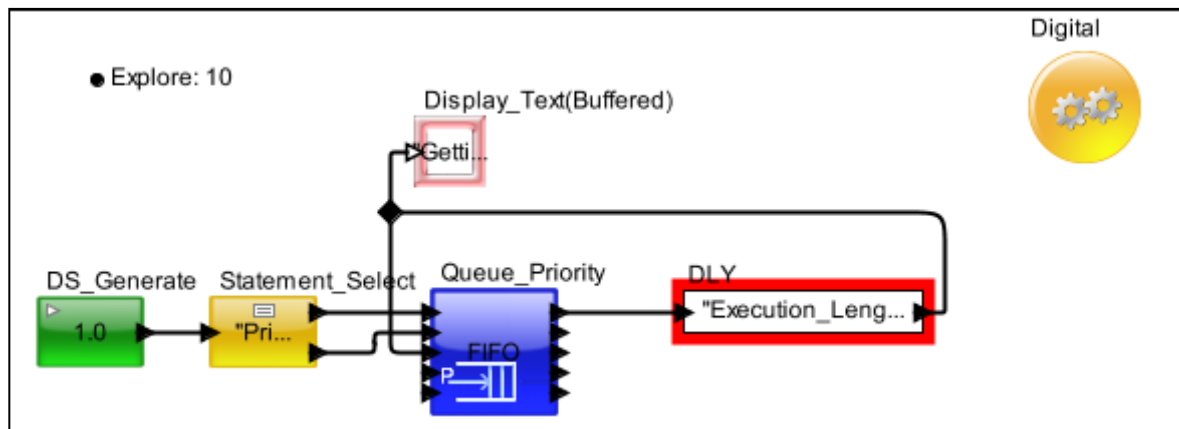 Digital
Explore: 10
Display_Text(Buffered)
"Getti...
DS_Generate
Statement_Select
Queue_Priority
DLY
1.0
"Pri...
"Execution_Leng...
FIFO
P